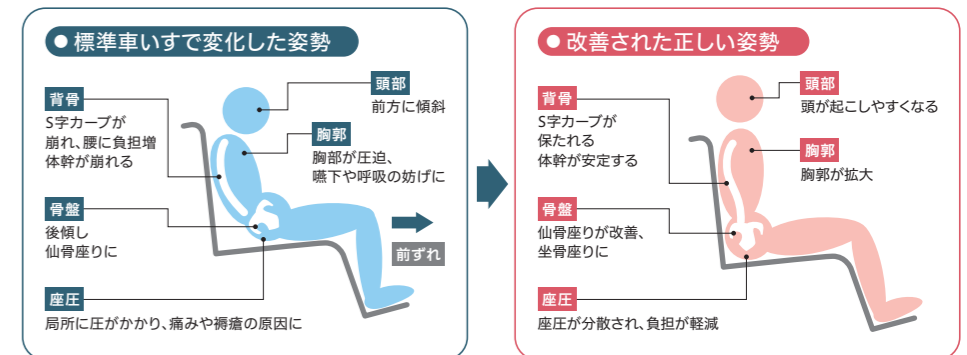 ● 標準車いすで変化した姿勢
頭部
前方に傾斜
背骨
S字カーブが
崩れ、腰に負担増
体幹が崩れる
胸郭
胸部が圧迫、
嚥下や呼吸の妨げに
骨盤
後傾し
仙骨座りに
前ずれ
座圧
局所に圧がかかり、痛みや褥瘡の原因に
● 改善された正しい姿勢
頭部
頭が起こしやすくなる
背骨
S字カーブが
保たれる
体幹が安定する
胸郭
胸郭が拡大
骨盤
仙骨座りが改善、
坐骨座りに
座圧
座圧が分散され、負担が軽減